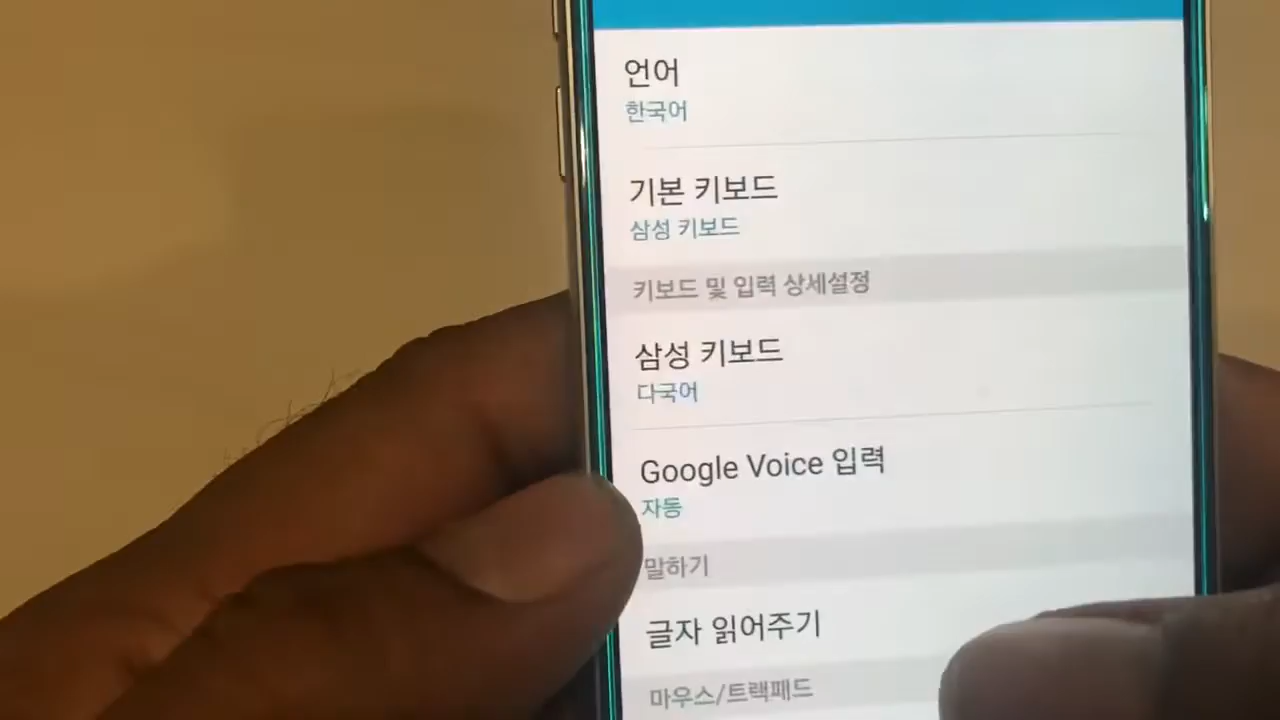 언어
한국어
기본 키보드
삼성 키보드
키보드 및 입력 상세설정
삼성 키보드
다국어
Google Voice 입력
자동
말하기
글자 읽어주기
마우스/트랙패드